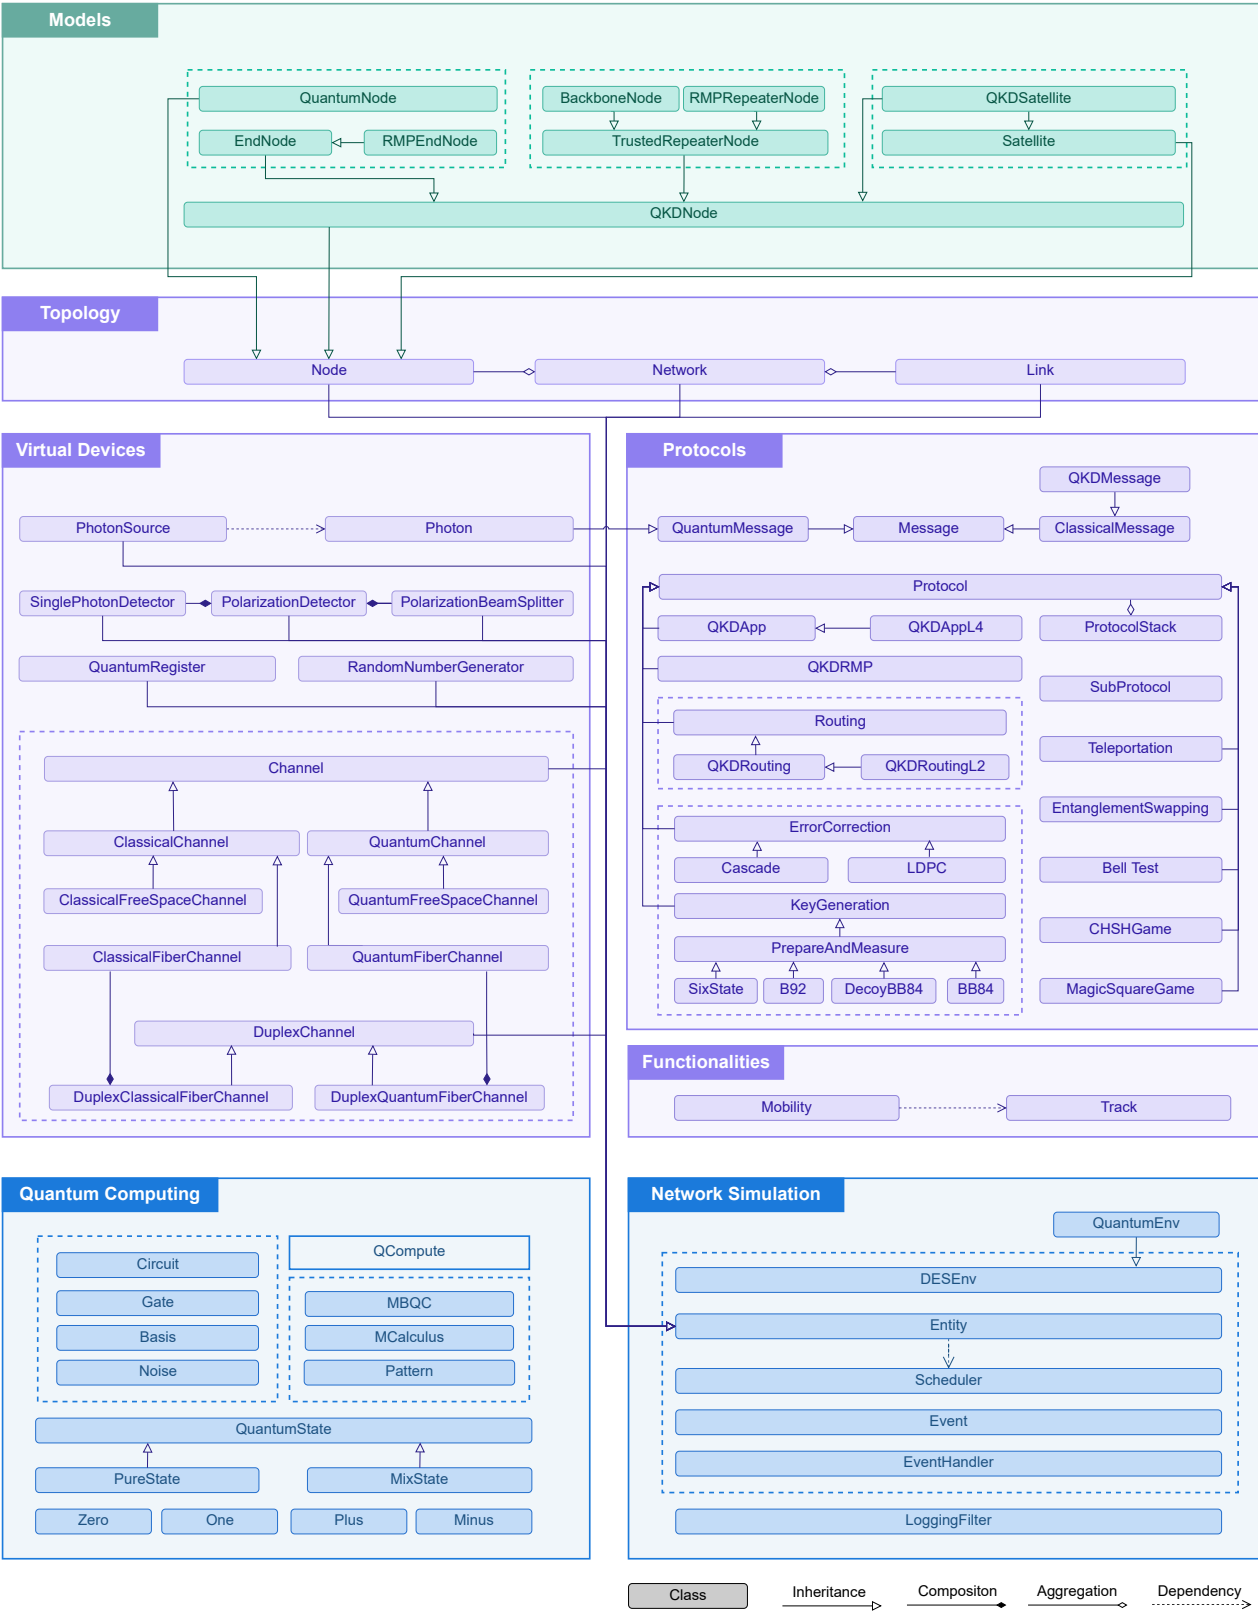 Models
QuantumNode
BackboneNode
RMPRepeaterNode
QKDSatellite
EndNode
RMPEndNode
TrustedRepeaterNode
Satellite
QKDNode
Topology
Node
Network
Link
Virtual Devices
PhotonSource
Photon
SinglePhotonDetector
PolarizationDetector
PolarizationBeamSplitter
QuantumRegister
RandomNumberGenerator
Channel
ClassicalChannel
QuantumChannel
ClassicalFreeSpaceChannel
QuantumFreeSpaceChannel
ClassicalFiberChannel
QuantumFiberChannel
DuplexChannel
DuplexClassicalFiberChannel
DuplexQuantumFiberChannel
Protocols
QKDMessage
QuantumMessage
Message
ClassicalMessage
Protocol
QKDApp
QKDAppL4
ProtocolStack
QKDRMP
SubProtocol
Routing
Teleportation
QKDRouting
QKDRoutingL2
EntanglementSwapping
ErrorCorrection
Cascade
LDPC
Bell Test
KeyGeneration
CHSHGame
PrepareAndMeasure
SixState
B92
DecoyBB84
BB84
MagicSquareGame
Functionalities
Mobility
Track
Quantum Computing
Circuit
Gate
Basis
Noise
QCompute
MBQC
MCalculus
Pattern
QuantumState
PureState
MixState
Zero
One
Plus
Minus
Network Simulation
QuantumEnv
DESEnv
Entity
Scheduler
Event
EventHandler
LoggingFilter
Class
Inheritance
Compositon
Aggregation
Dependency